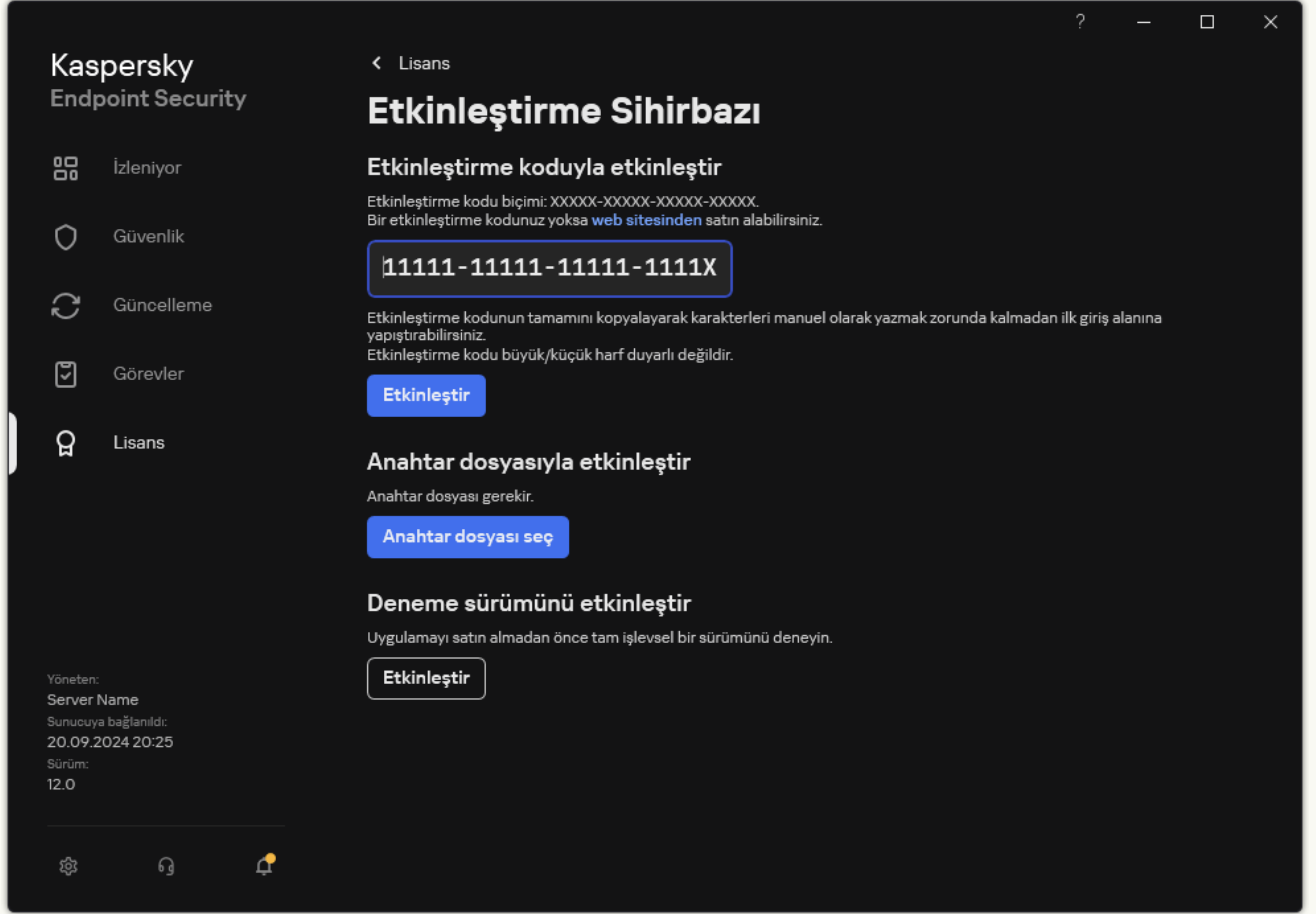 ?
Kaspersky
Endpoint Security
İzleniyor
Güvenlik
Güncelleme
Görevler
Lisans
Yöneten:
Server Name
Sunucuya bağlanıldı:
20.09.2024 20:25
Sürüm:
12.0
Lisans
Etkinleştirme Sihirbazı
Etkinleştirme koduyla etkinleştir
Etkinleştirme kodu biçimi: XXXXX-XXXXX-XXXXX-XXXXX.
Bir etkinleştirme kodunuz yoksa web sitesinden satın alabilirsiniz.
11111-11111-11111-1111X
Etkinleştirme kodunun tamamını kopyalayarak karakterleri manuel olarak yazmak zorunda kalmadan ilk giriş alanına
yapıştırabilirsiniz.
Etkinleştirme kodu büyük/küçük harf duyarlı değildir.
Etkinleştir
Anahtar dosyasıyla etkinleştir
Anahtar dosyası gerekir.
Anahtar dosyası seç
Deneme sürümünü etkinleştir
Uygulamayı satın almadan önce tam işlevsel bir sürümünü deneyin.
Etkinleştir